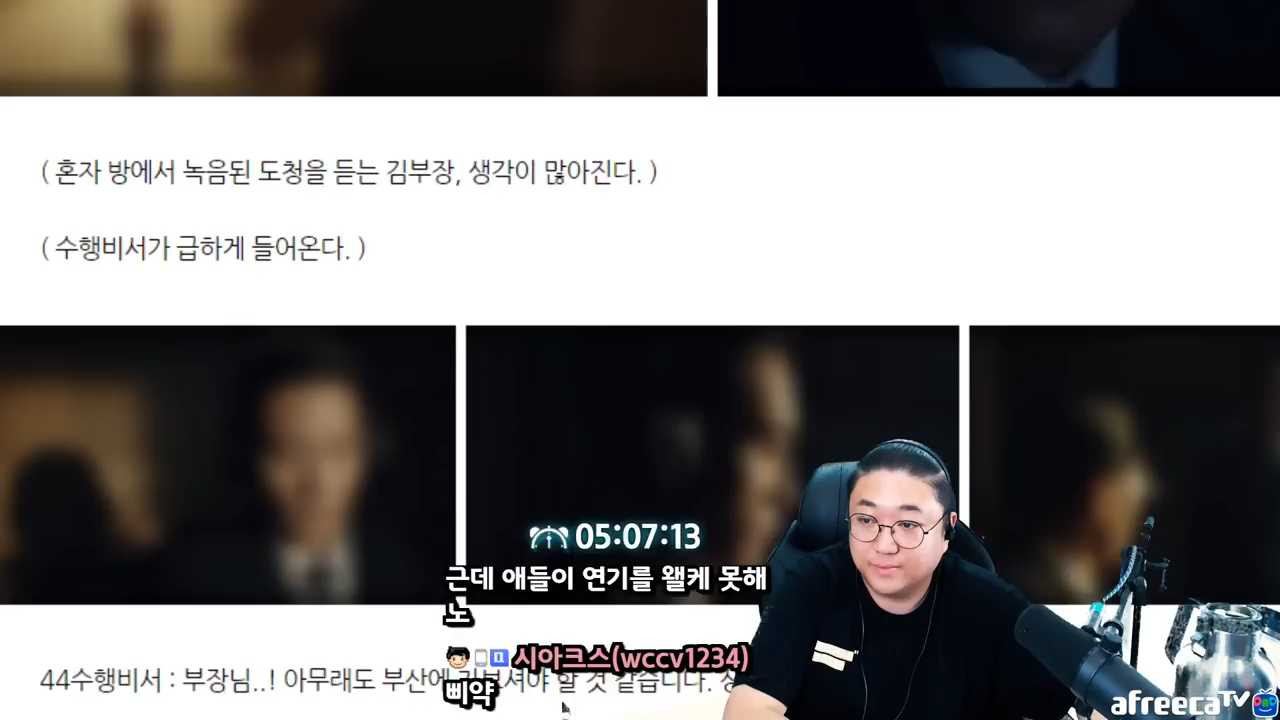 ( 혼자 방에서 녹음된 도청을 듣는 김부장, 생각이 많아진다. )
( 수행비서가 급하게 들어온다. )
05:07:13
근데 애들이 연기를 왤케 못해
노
시아크스(wccv1234)
44수행비서 : 부장님..! 아무래도 부산에 할 것 같습니다.
삐약
afreecaTV